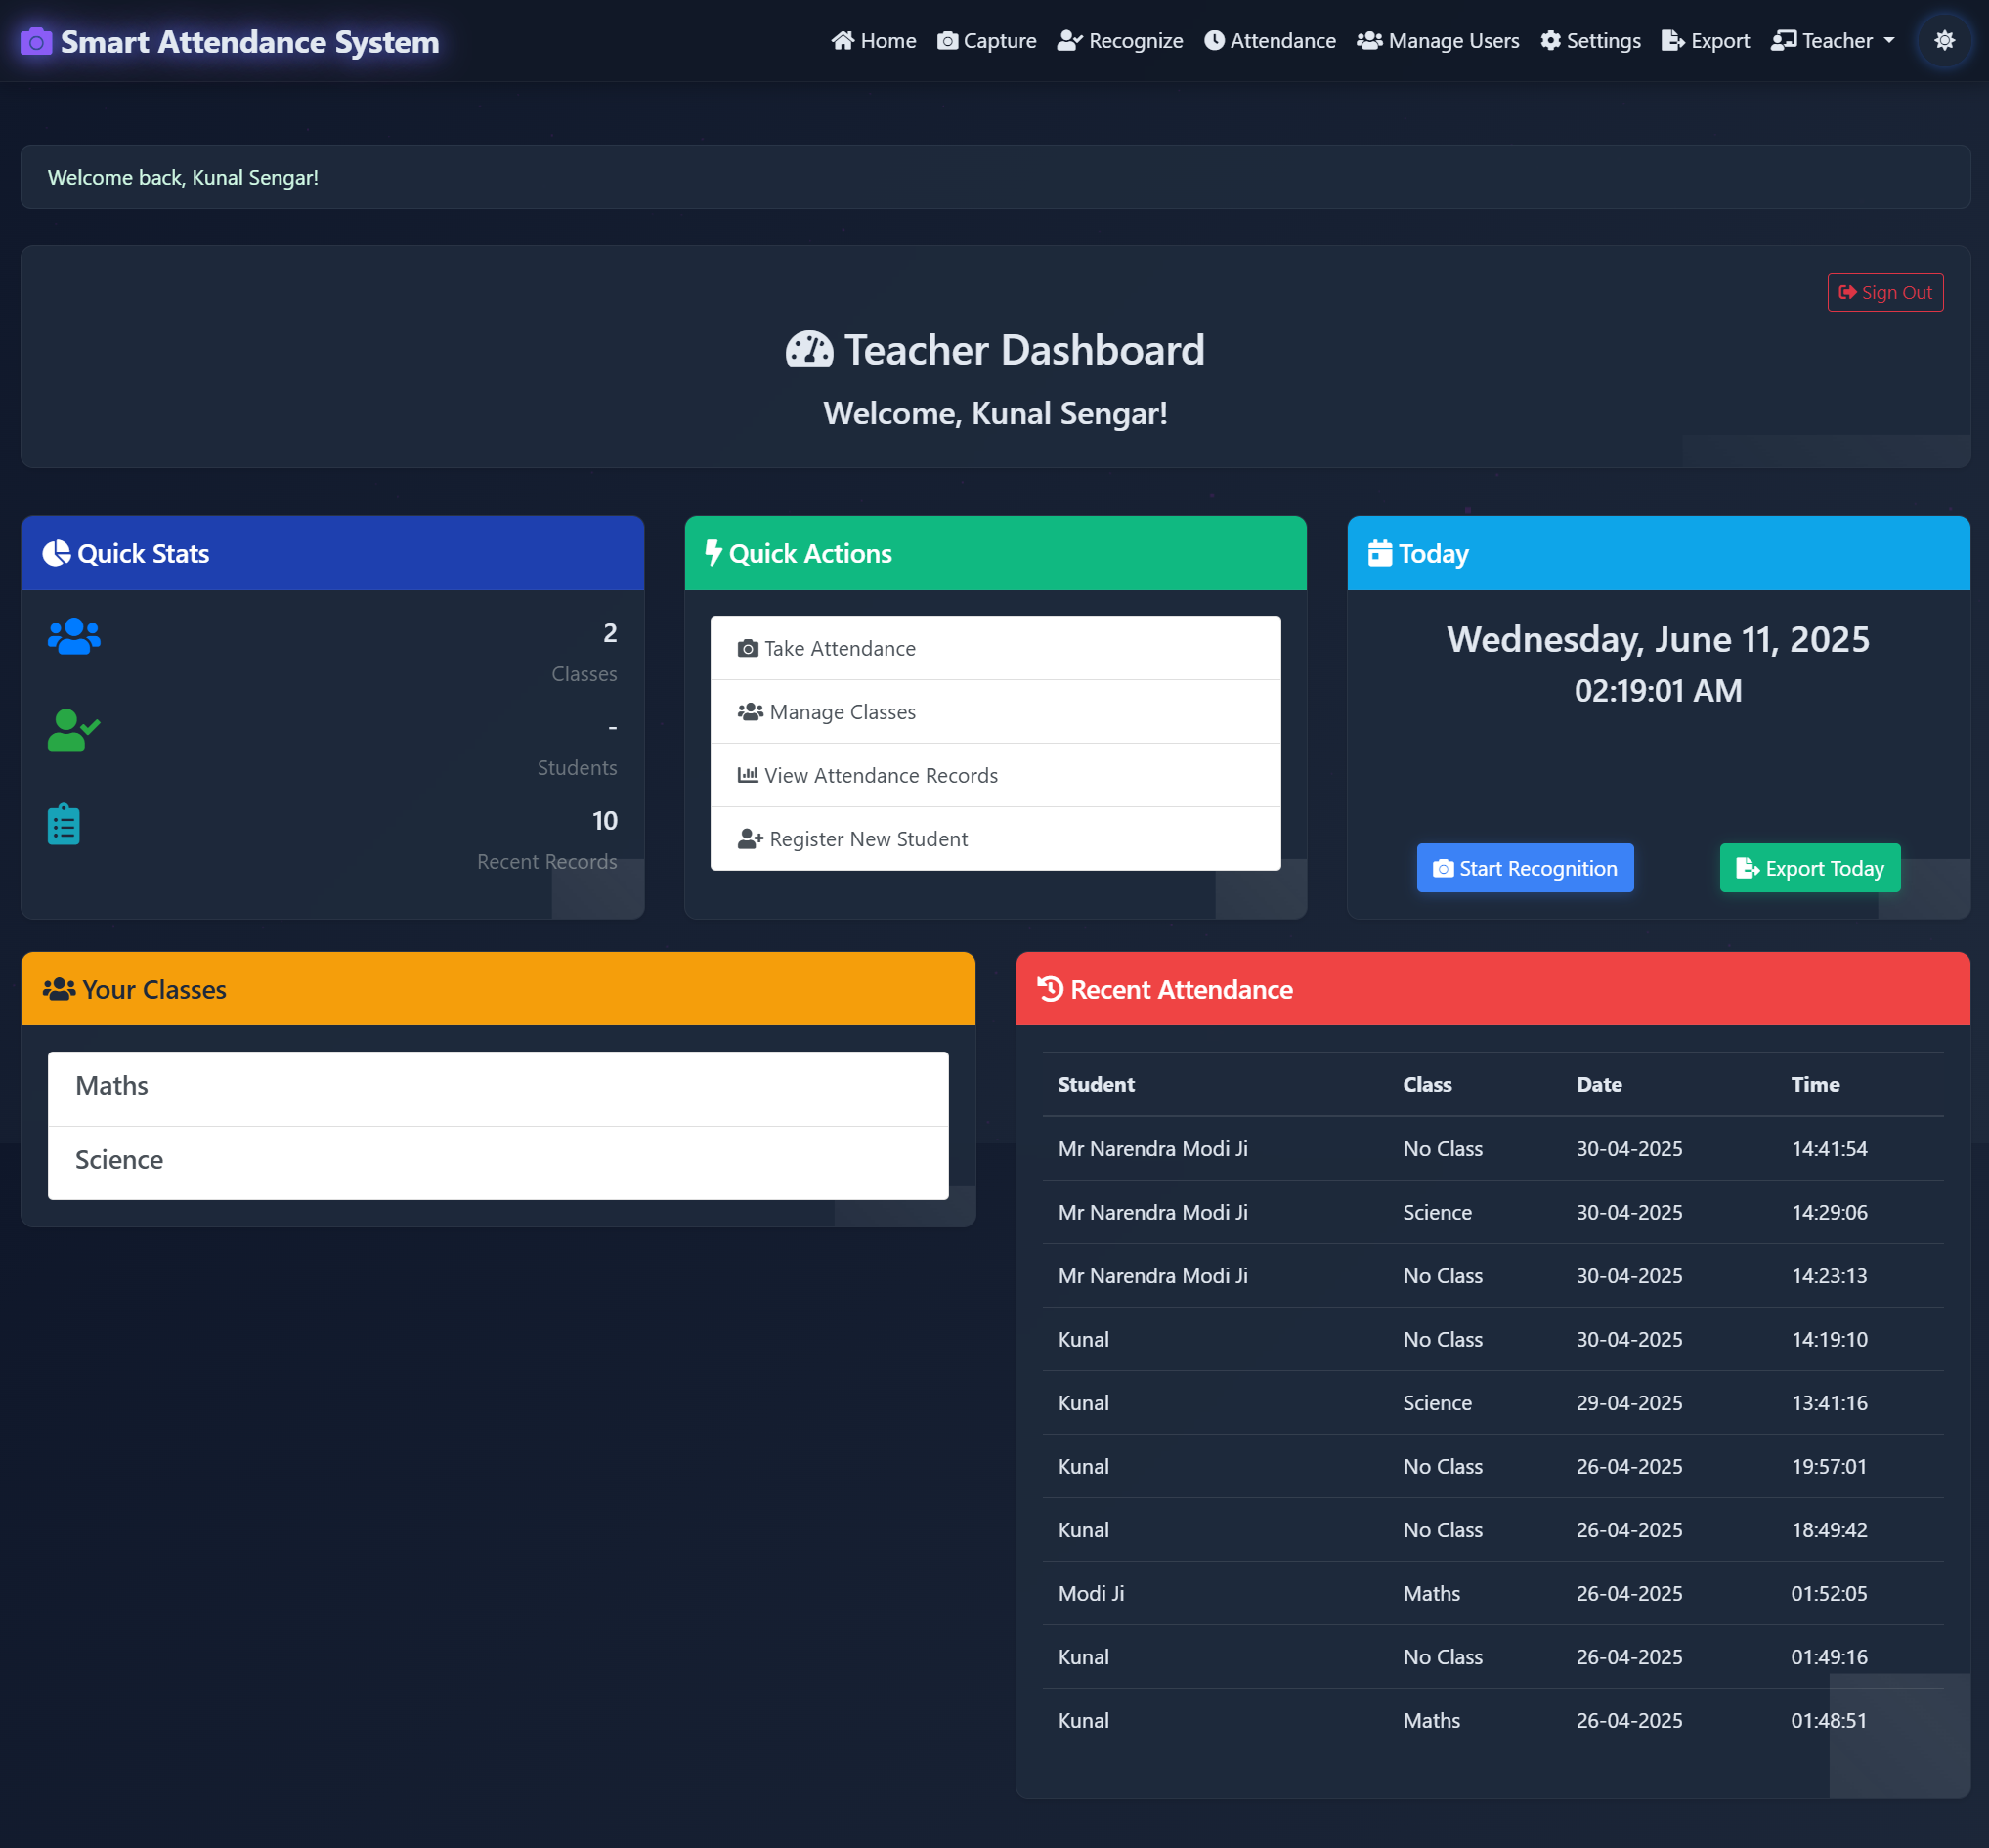 Smart Attendance System
Home Capture Recognize Attendance Manage Users Settings Export Teacher
Welcome back, Kunal Sengar!
Sign Out
Teacher Dashboard
Welcome, Kunal Sengar!
Quick Stats
2
Classes
-
Students
10
Recent Records
Quick Actions
Take Attendance
Manage Classes
View Attendance Records
Register New Student
Today
Wednesday, June 11, 2025
02:19:01 AM
Start Recognition Export Today
Your Classes
Maths
Science
Recent Attendance
Student Class Date Time
Mr Narendra Modi Ji No Class 30-04-2025 14:41:54
Mr Narendra Modi Ji Science 30-04-2025 14:29:06
Mr Narendra Modi Ji No Class 30-04-2025 14:23:13
Kunal No Class 30-04-2025 14:19:10
Kunal Science 29-04-2025 13:41:16
Kunal No Class 26-04-2025 19:57:01
Kunal No Class 26-04-2025 18:49:42
Modi Ji Maths 26-04-2025 01:52:05
Kunal No Class 26-04-2025 01:49:16
Kunal Maths 26-04-2025 01:48:51